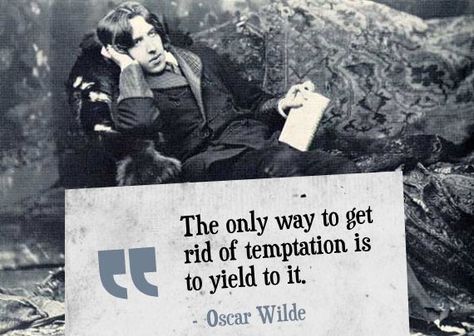 The only way to get
rid of temptation is
to yield to it.
- Oscar Wilde